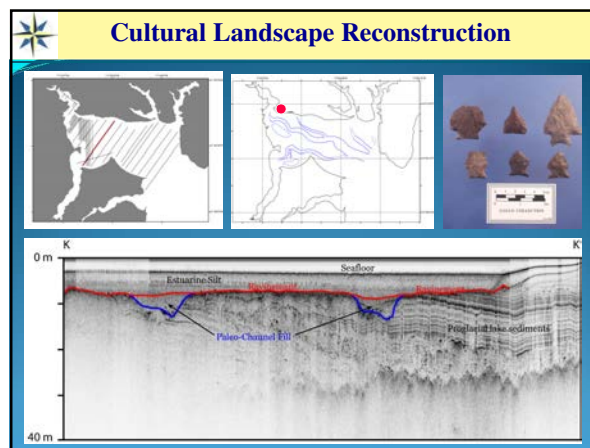 Cultural Landscape Reconstruction
K
K'
0 m
Seafloor
Estuarine Silt
Paleo-Channel Fill
Proglacial lake sediments
40 m